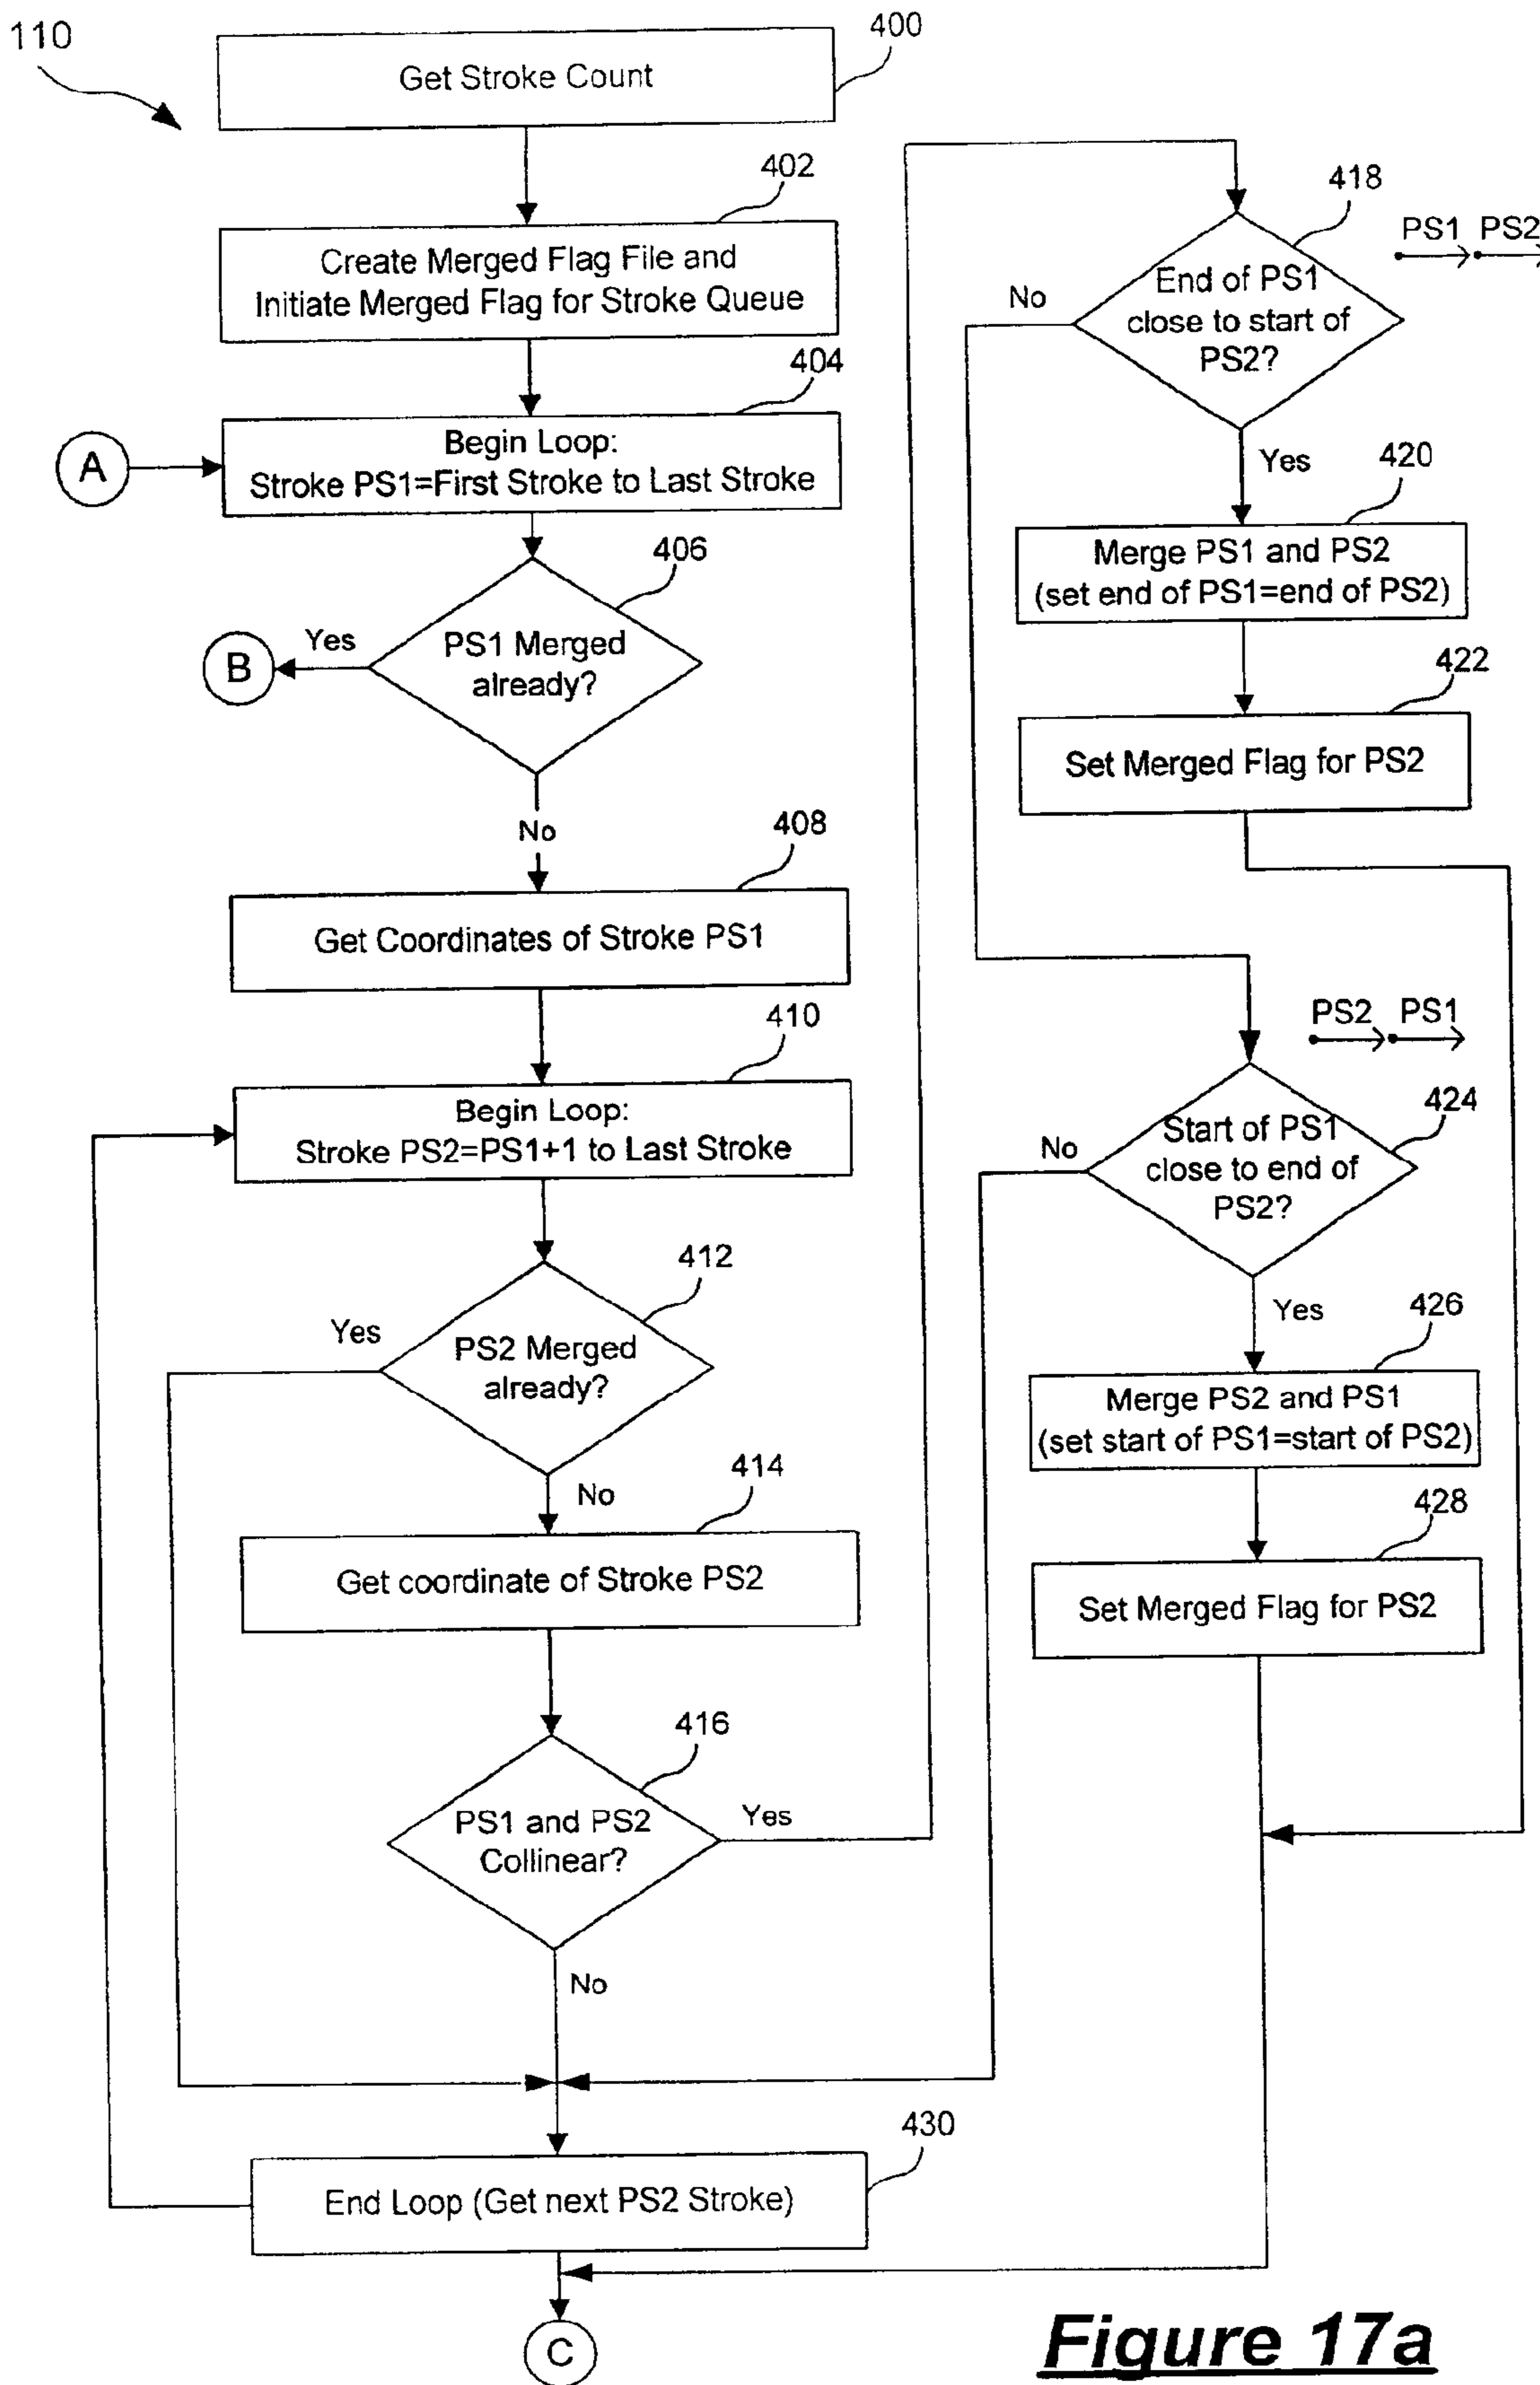 110
400
Get Stroke Count
402
Create Merged Flag File and
Initiate Merged Flag for Stroke Queue
404
A
Begin Loop:
Stroke PS1=First Stroke to Last Stroke
406
B
Yes
PS1 Merged
already?
No
408
Get Coordinates of Stroke PS1
410
Begin Loop:
Stroke PS2=PS1+1 to Last Stroke
412
Yes
PS2 Merged
already?
No
414
Get coordinate of Stroke PS2
416
PS1 and PS2
Collinear?
Yes
No
430
End Loop (Get next PS2 Stroke)
C
418
PS1 PS2
End of PS1
close to start of
PS2?
No
Yes
420
Merge PS1 and PS2
(set end of PS1=end of PS2)
422
Set Merged Flag for PS2
PS2 PS1
424
Start of PS1
close to end of
PS2?
No
Yes
426
Merge PS2 and PS1
(set start of PS1=start of PS2)
428
Set Merged Flag for PS2
Figure 17a